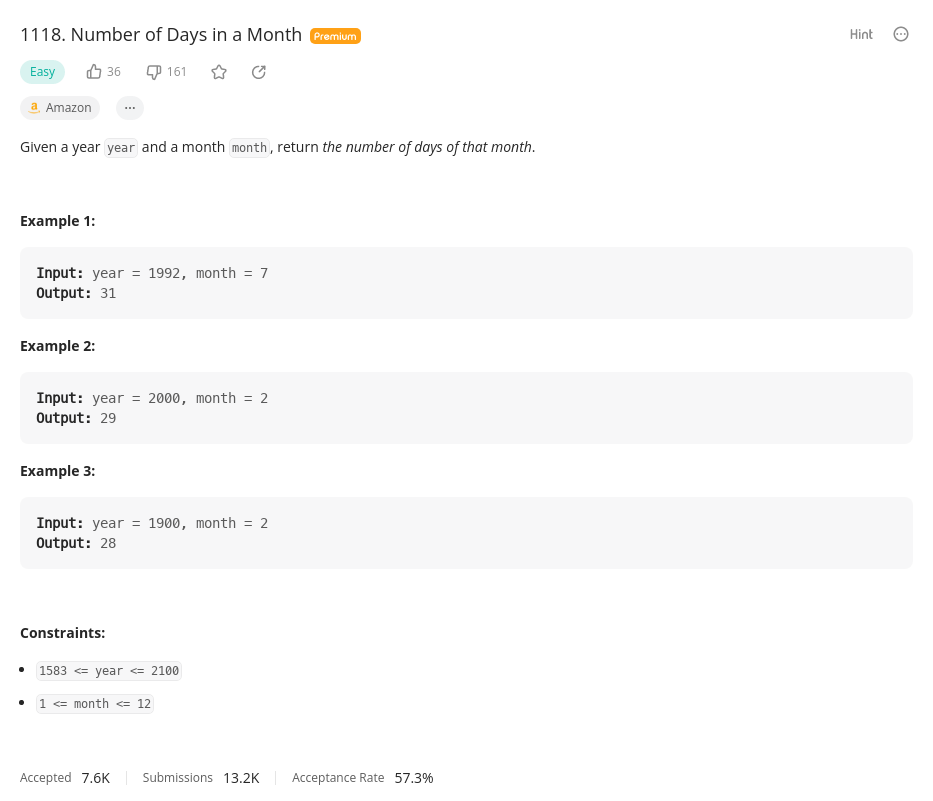 1118. Number of Days in a Month Premium Hint
Easy 36 161
Amazon ...
Given a year year and a month month, return the number of days of that month.
Example 1:
Input: year = 1992, month = 7
Output: 31
Example 2:
Input: year = 2000, month = 2
Output: 29
Example 3:
Input: year = 1900, month = 2
Output: 28
Constraints:
1583 <= year <= 2100
1 <= month <= 12
Accepted 7.6K Submissions 13.2K Acceptance Rate 57.3%